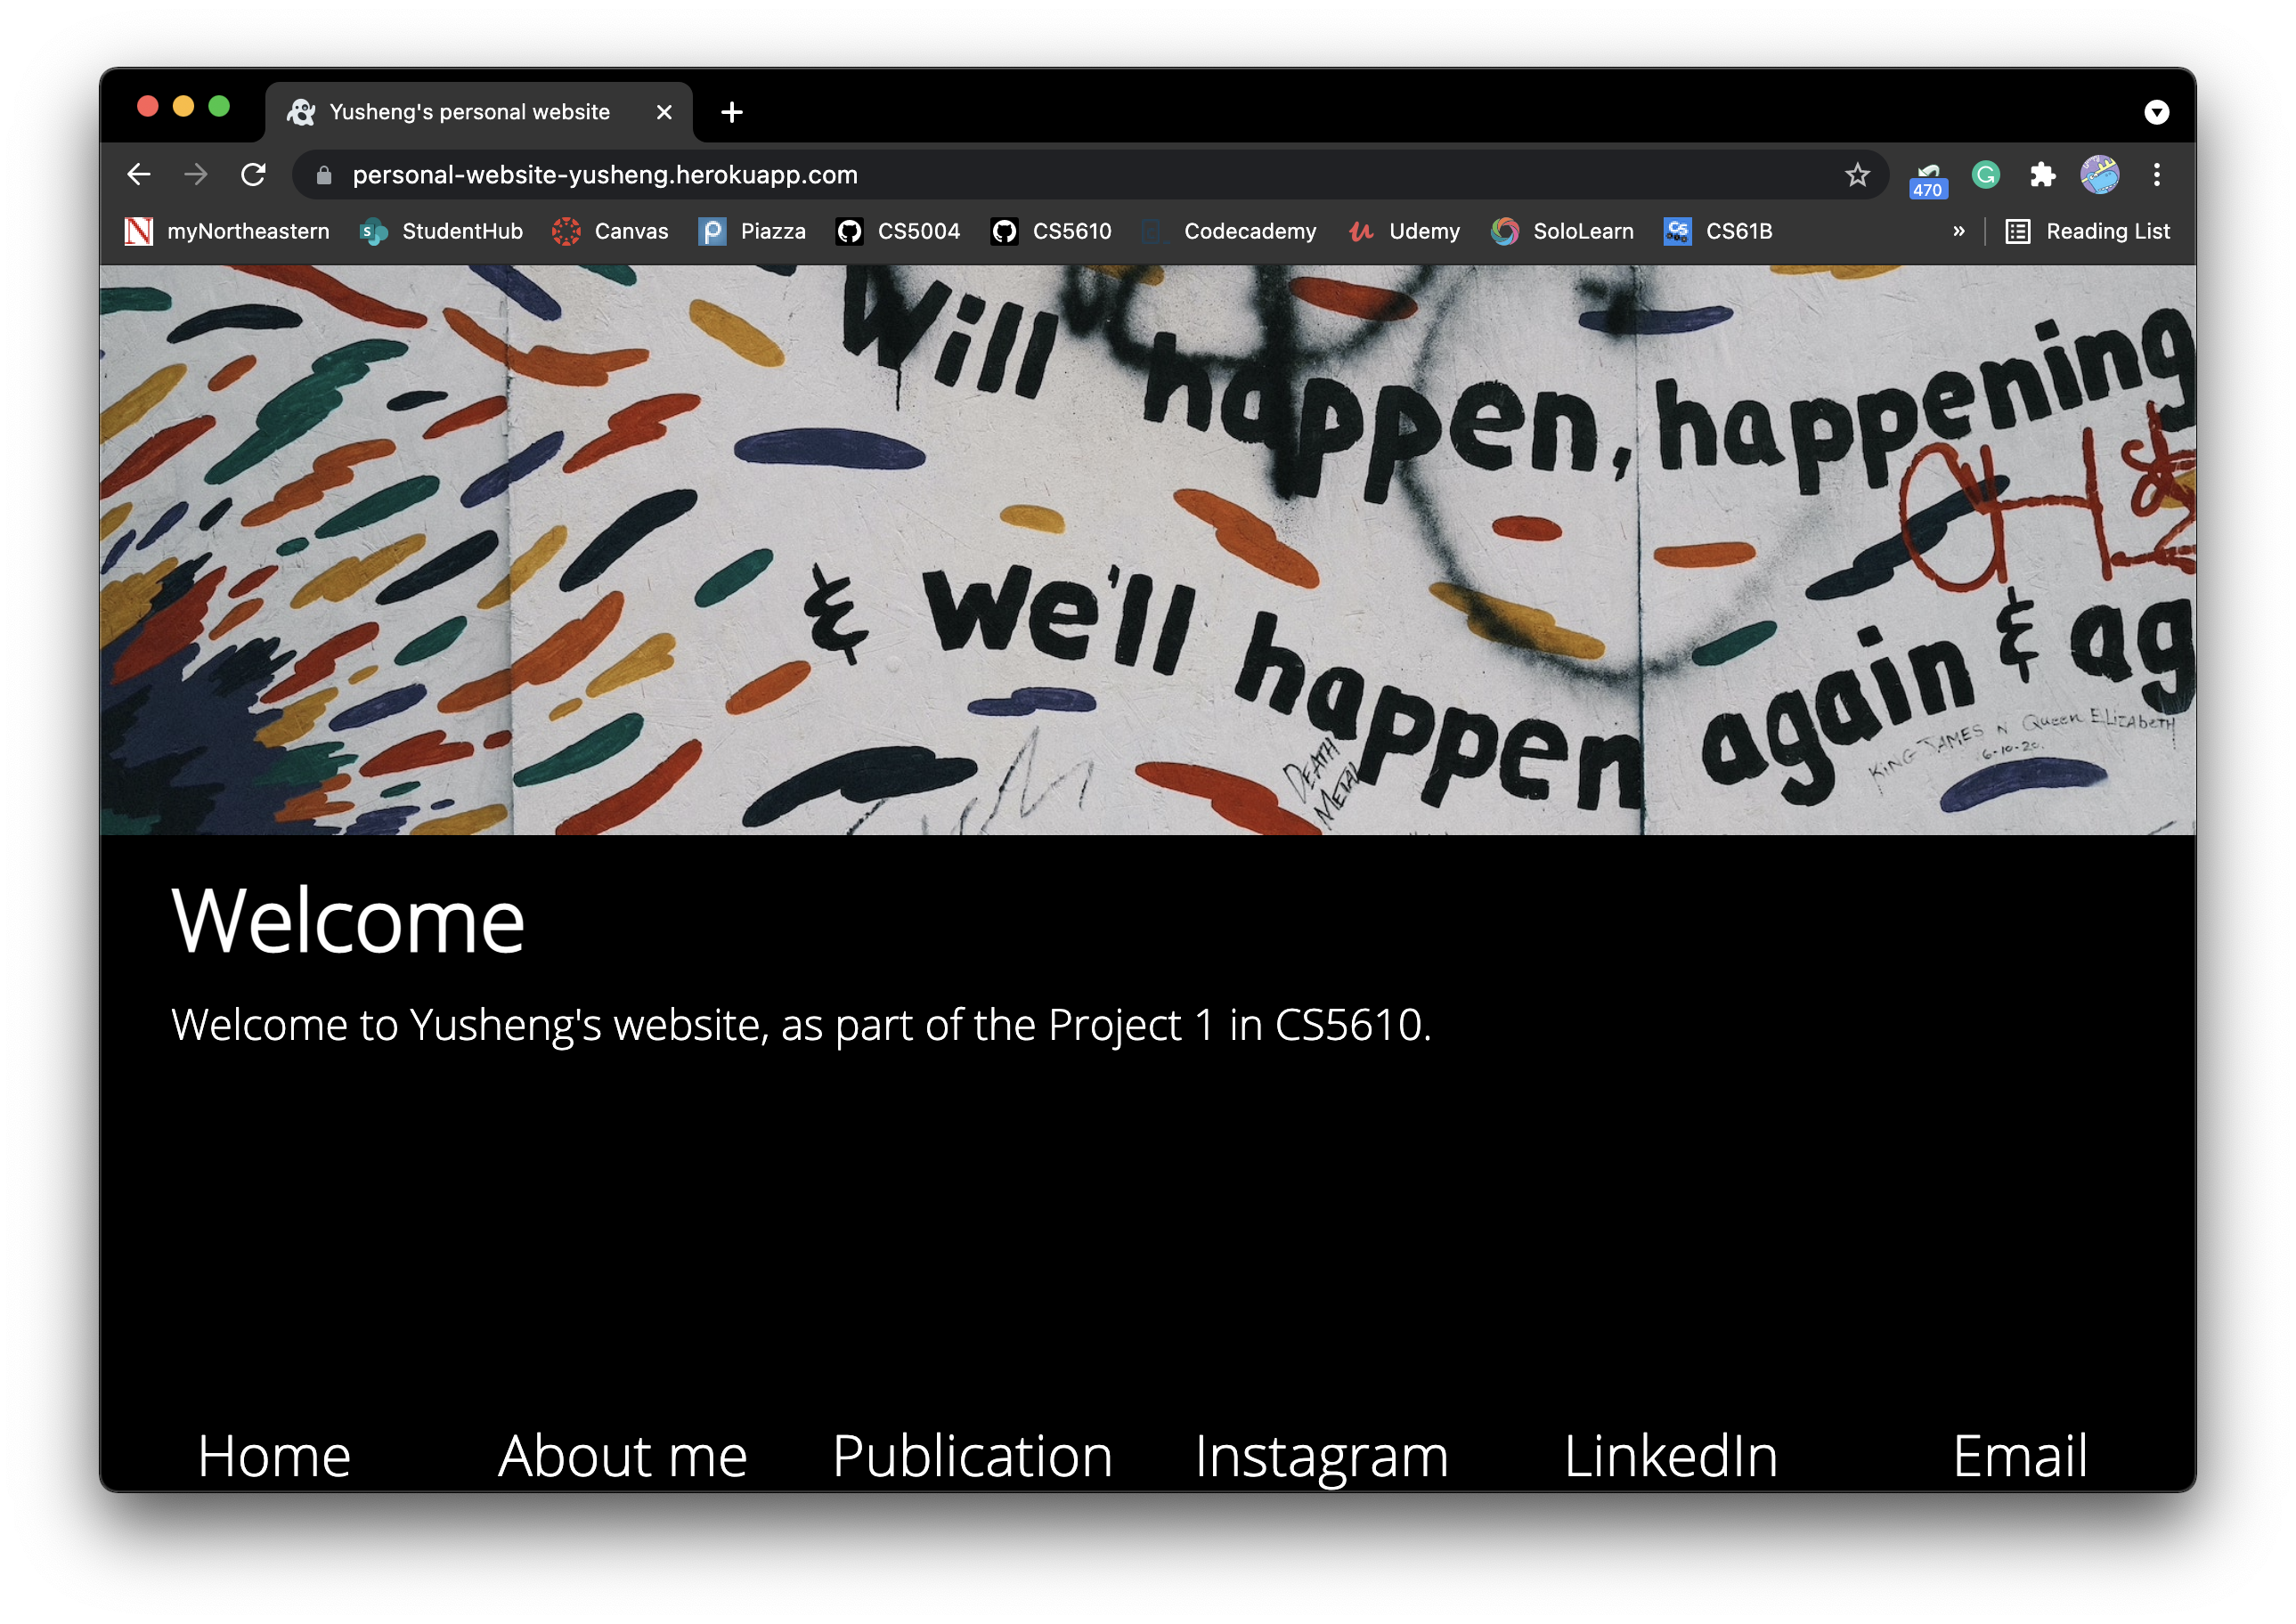 Yusheng's personal website
personal-website-yusheng.herokuapp.com
470
myNortheastern StudentHub Canvas Piazza CS5004 CS5610 Codecademy Udemy SoloLearn CS61B » Reading List
Will happen, happening
& we'll happen again & ag
KING JAMES N Queen ELizAbeTH
6-10-20.
DEATH
METAL
Welcome
Welcome to Yusheng's website, as part of the Project 1 in CS5610.
Home About me Publication Instagram LinkedIn Email